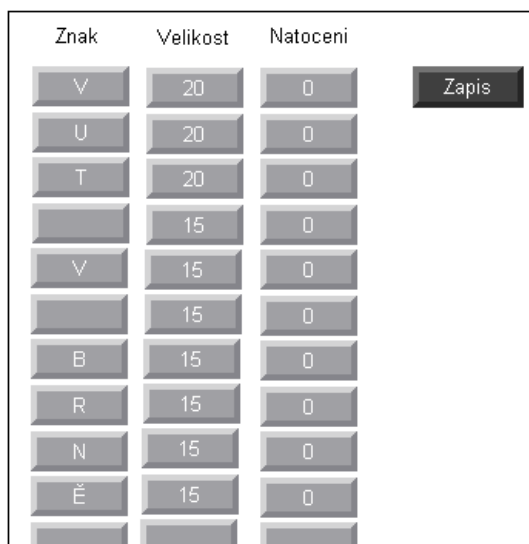 Znak Velikost Natoceni
V 20 0 Zapis
U 20 0
T 20 0
15 0
V 15 0
15 0
B 15 0
R 15 0
N 15 0
Ě 15 0